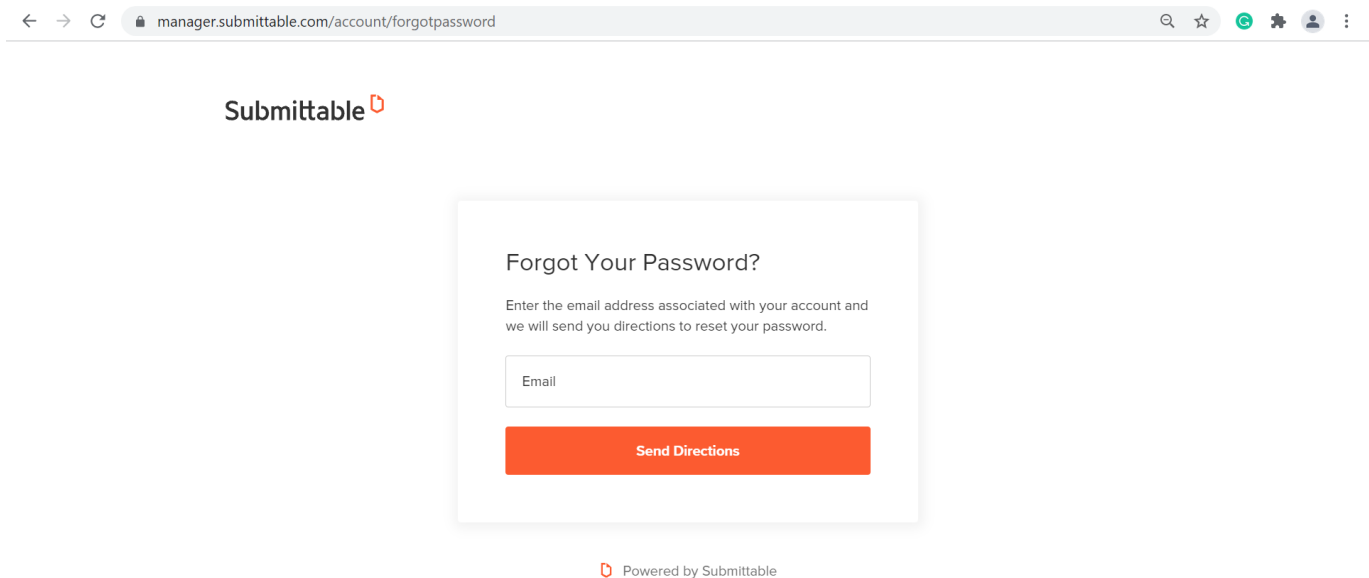 manager.submittable.com/account/forgotpassword
Submittable
Forgot Your Password?
Enter the email address associated with your account and
we will send you directions to reset your password.
Email
Send Directions
Powered by Submittable